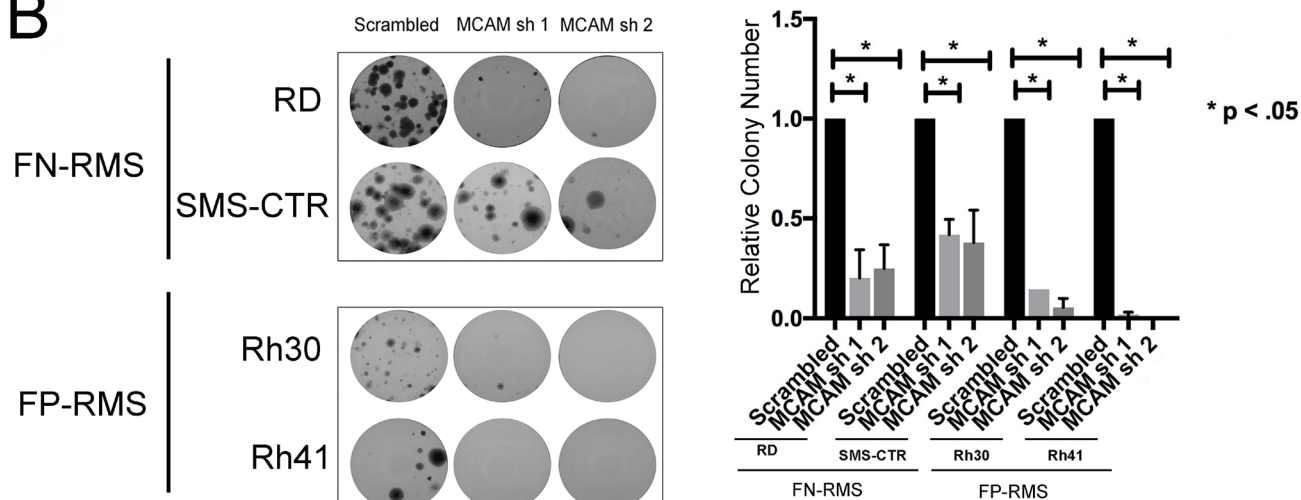 B
Scrambled MCAM sh 1 MCAM sh 2
FN-RMS
RD
SMS-CTR
FP-RMS
Rh30
Rh41
Relative Colony Number
1.5
1.0
0.5
0.0
* *
* *
* *
* *
* p < .05
Scrambled
MCAM sh 1
MCAM sh 2
Scrambled
MCAM sh 1
MCAM sh 2
Scrambled
MCAM sh 1
MCAM sh 2
Scrambled
MCAM sh 1
MCAM sh 2
RD SMS-CTR Rh30 Rh41
FN-RMS FP-RMS